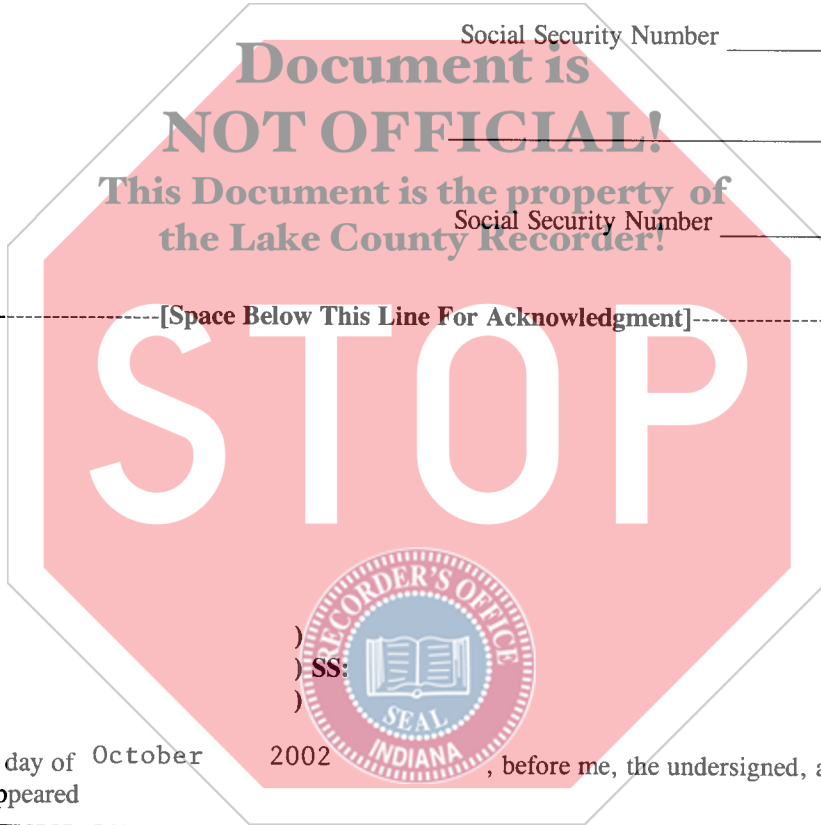 Social Security Number
Document is
NOT OFFICIAL!
This Document is the property of
the Lake County Recorder!
Social Security Number
[Space Below This Line For Acknowledgment]
STOP
RECORDER'S OFFICE
)
) SS:
)
SEAL
INDIANA
day of October 2002 , before me, the undersigned, a
ppeared